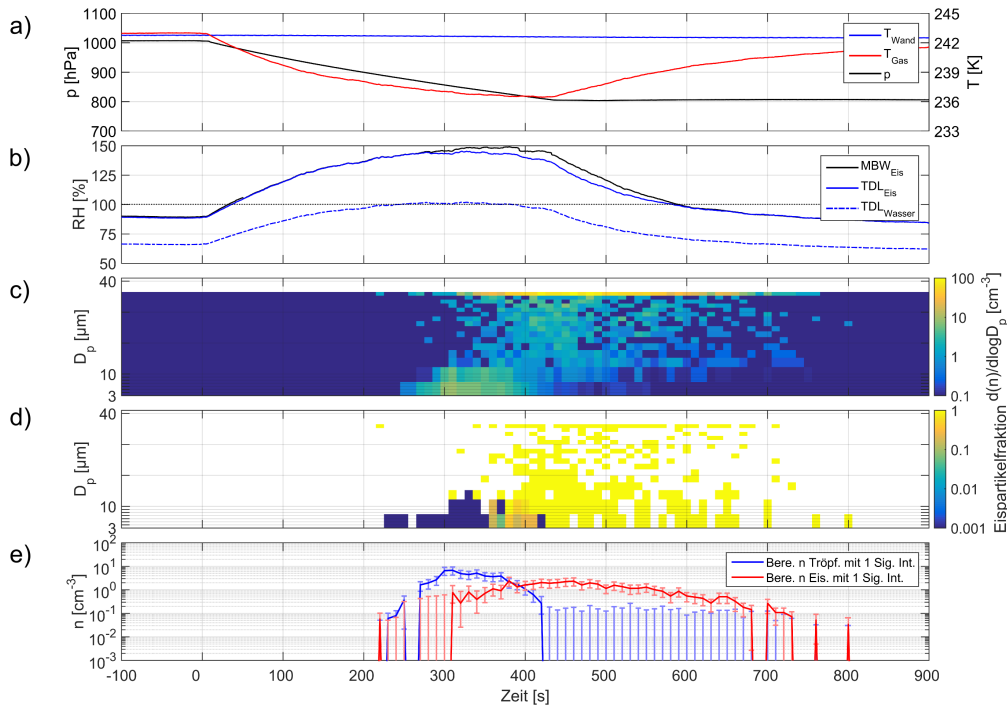 a)
1100
1000
900
800
700
p [hPa]
245
242
239
236
233
T [K]
T_Wand
T_Gas
p
b)
150
100
75
50
RH [%]
MBW_Eis
TDL_Eis
TDL_Wasser
c)
40
10
3
D_p [µm]
100
10
1
0.1
d(n)/dlogD_p [cm^-3]
d)
40
10
3
D_p [µm]
1
0.1
0.01
0.001
Eispartikelfraktion
e)
10^2
10^1
10^0
10^-1
10^-2
10^-3
n [cm^-3]
Bere. n Tröpf. mit 1 Sig. Int.
Bere. n Eis. mit 1 Sig. Int.
-100 0 100 200 300 400 500 600 700 800 900
Zeit [s]